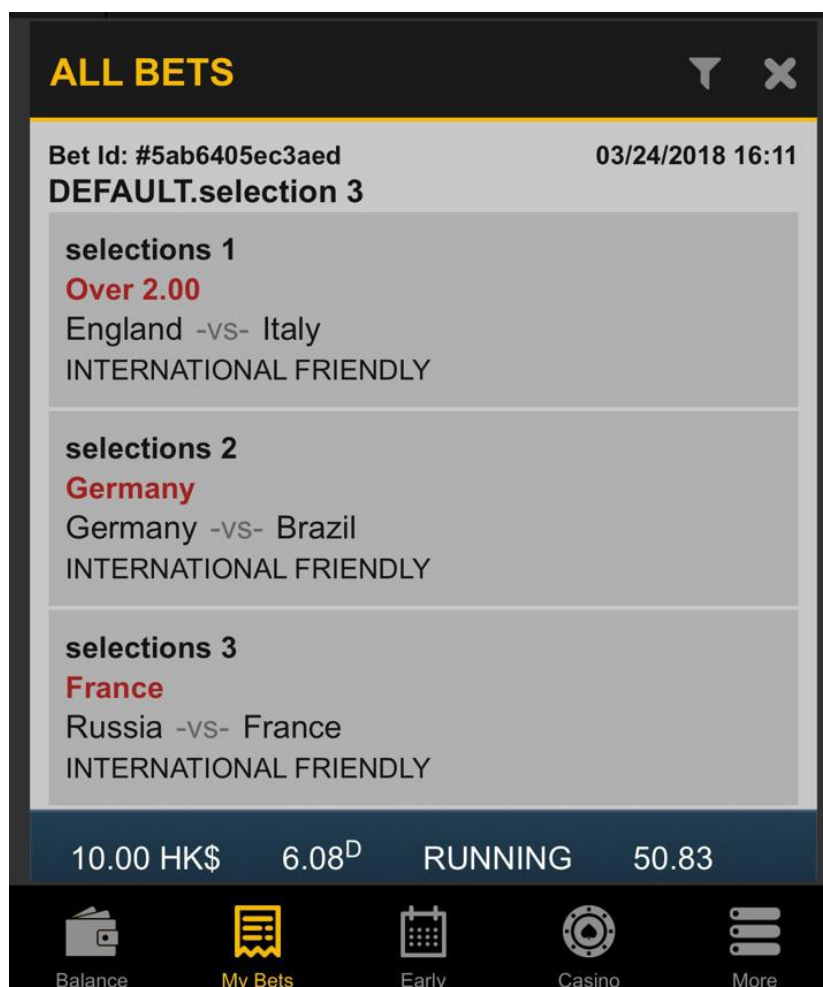 ALL BETS
Bet Id: #5ab6405ec3aed 03/24/2018 16:11
DEFAULT.selection 3
selections 1
Over 2.00
England -vs- Italy
INTERNATIONAL FRIENDLY
selections 2
Germany
Germany -vs- Brazil
INTERNATIONAL FRIENDLY
selections 3
France
Russia -vs- France
INTERNATIONAL FRIENDLY
10.00 HK$ 6.08D RUNNING 50.83
Balance My Bets Early Casino More